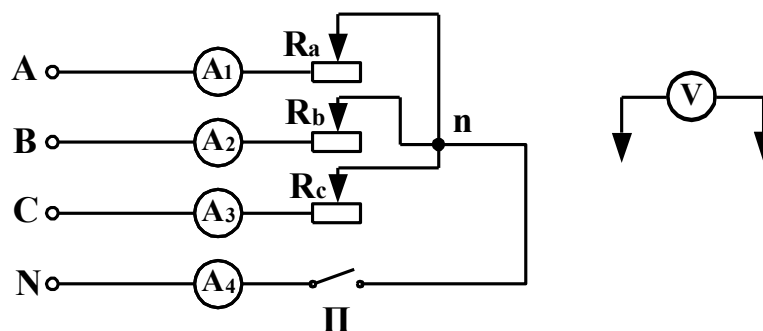 A A₁ Rₐ
B A₂ R_b n V
C A₃ R_c
N A₄
П